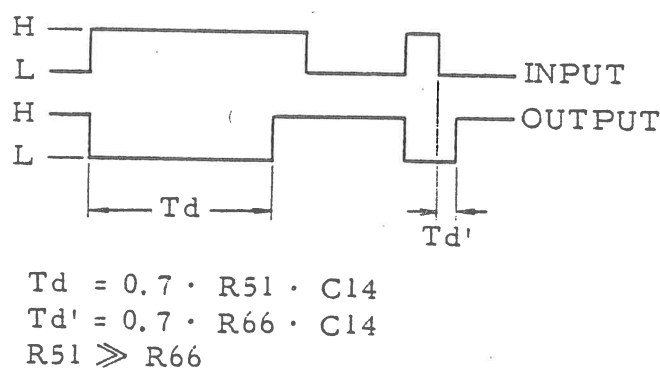 H
L
INPUT
H
OUTPUT
L
Td
Td'
Td = 0.7 · R51 · C14
Td' = 0.7 · R66 · C14
R51 ≫ R66